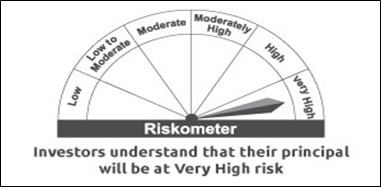 Low
Low to
Moderate
Moderate
Moderately
High
High
very High
Riskometer
Investors understand that their principal
will be at Very High risk